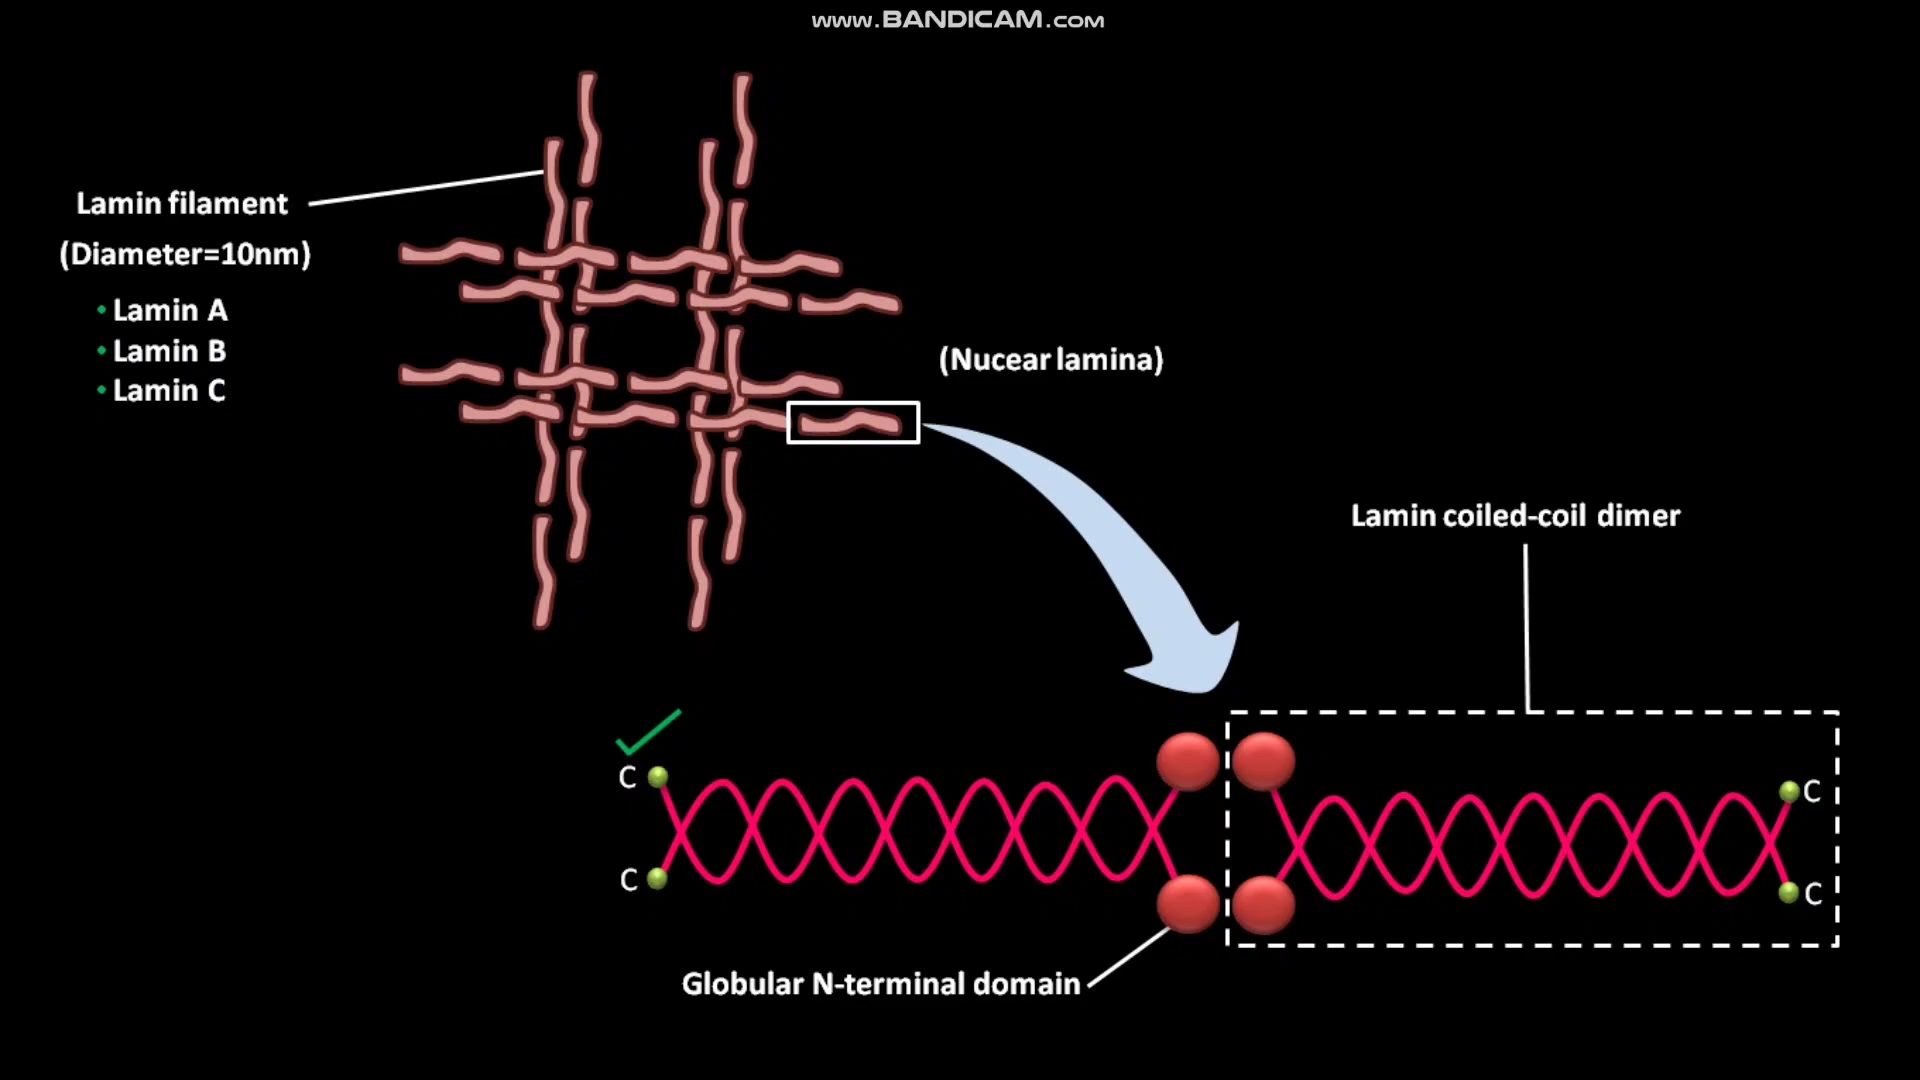 www.BANDICAM.com
Lamin filament
(Diameter=10nm)
• Lamin A
• Lamin B
• Lamin C
(Nucear lamina)
Lamin coiled-coil dimer
C
C
C
C
Globular N-terminal domain